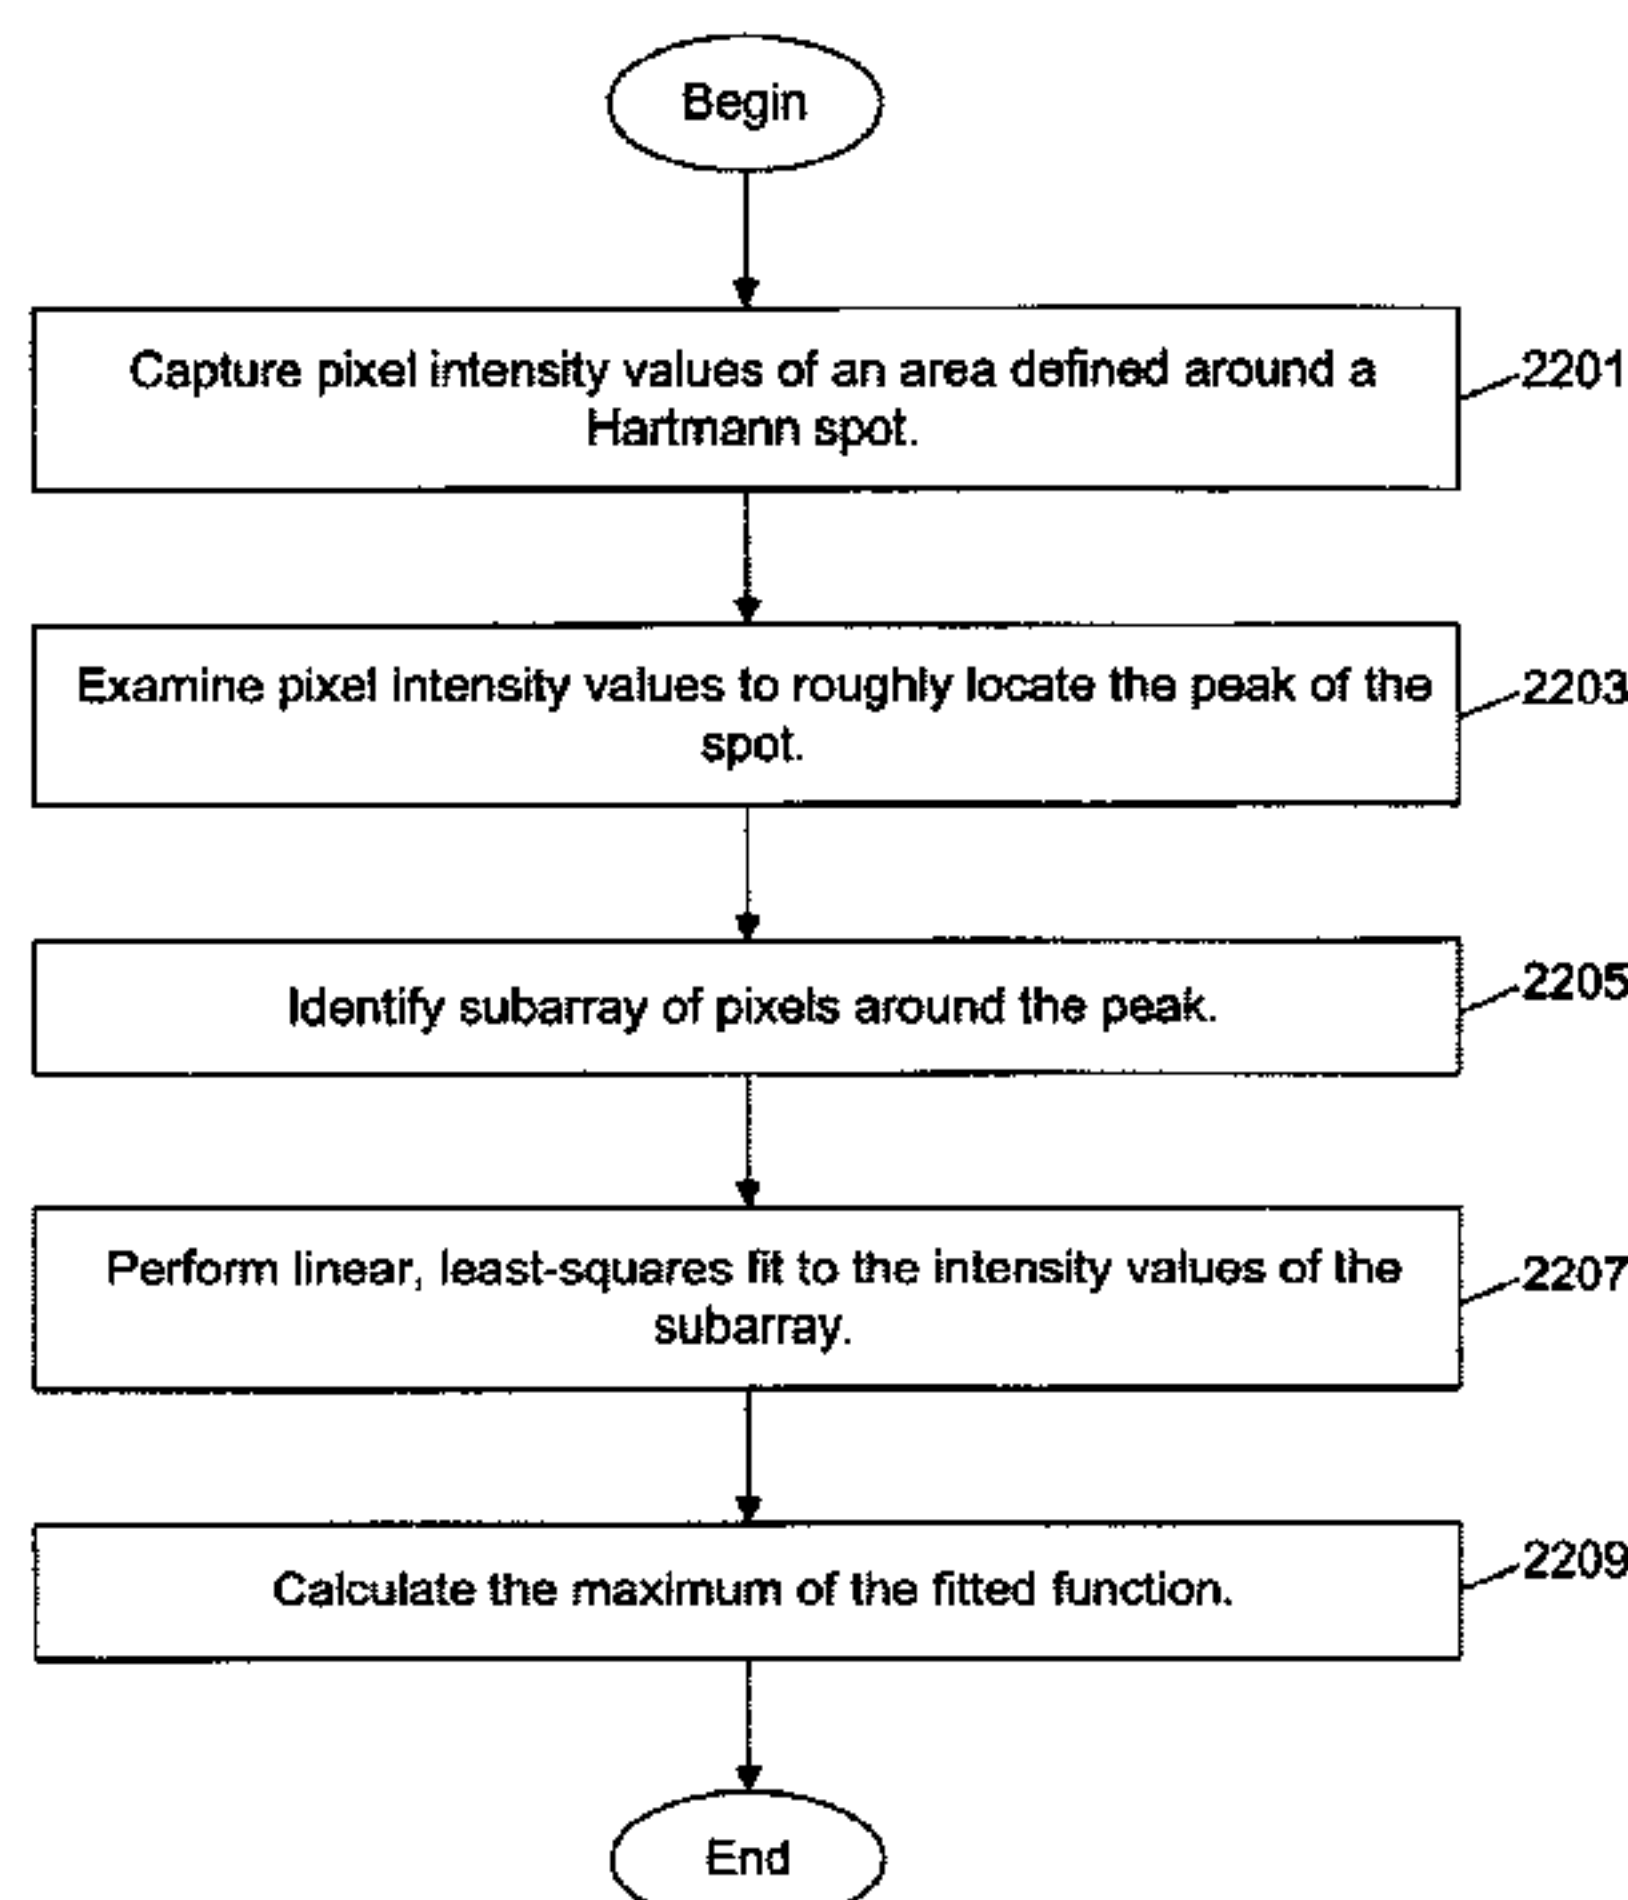 Begin
Capture pixel intensity values of an area defined around a
Hartmann spot.
2201
Examine pixel intensity values to roughly locate the peak of the
spot.
2203
Identify subarray of pixels around the peak.
2205
Perform linear, least-squares fit to the intensity values of the
subarray.
2207
Calculate the maximum of the fitted function.
2209
End